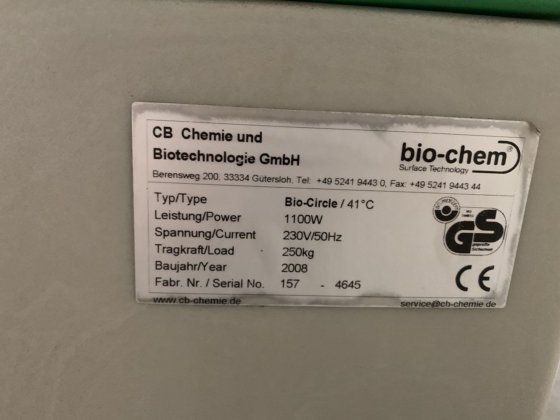 CB Chemie und
Biotechnologie GmbH
bio-chem®
Surface Technology
Berensweg 200, 33334 Gütersloh, Tel: +49 5241 9443 0, Fax: +49 5241 9443 44
Typ/Type Bio-Circle / 41°C
Leistung/Power 1100W
Spannung/Current 230V/50Hz
Tragkraft/Load 250kg
Baujahr/Year 2008
Fabr. Nr. / Serial No. 157 - 4645
GS
geprüfte
Sicherheit
CE
www.cb-chemie.de
service@cb-chemie.de